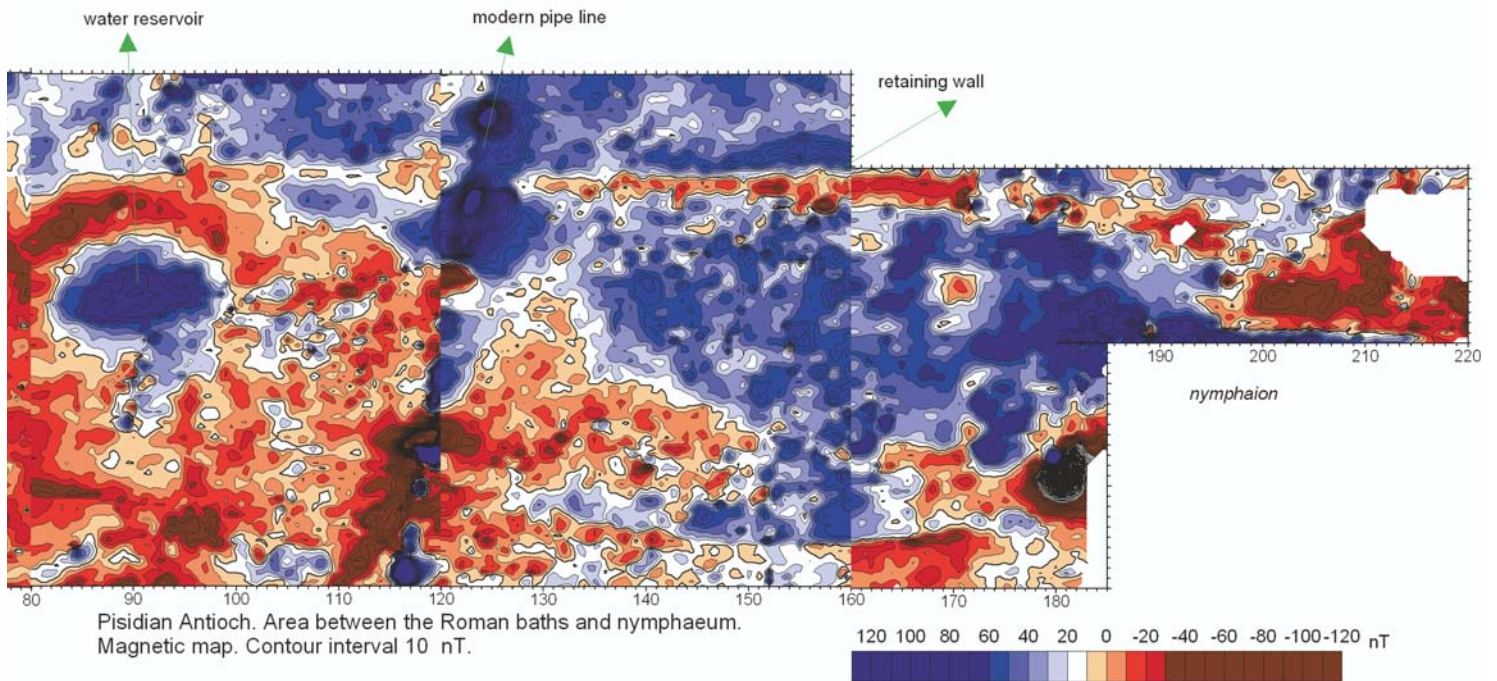 water reservoir
modern pipe line
retaining wall
190 200 210 220
nymphaion
80 90 100 110 120 130 140 150 160 170 180
Pisidian Antioch. Area between the Roman baths and nymphaeum.
Magnetic map. Contour interval 10 nT.
120 100 80 60 40 20 0 -20 -40 -60 -80 -100 -120 nT